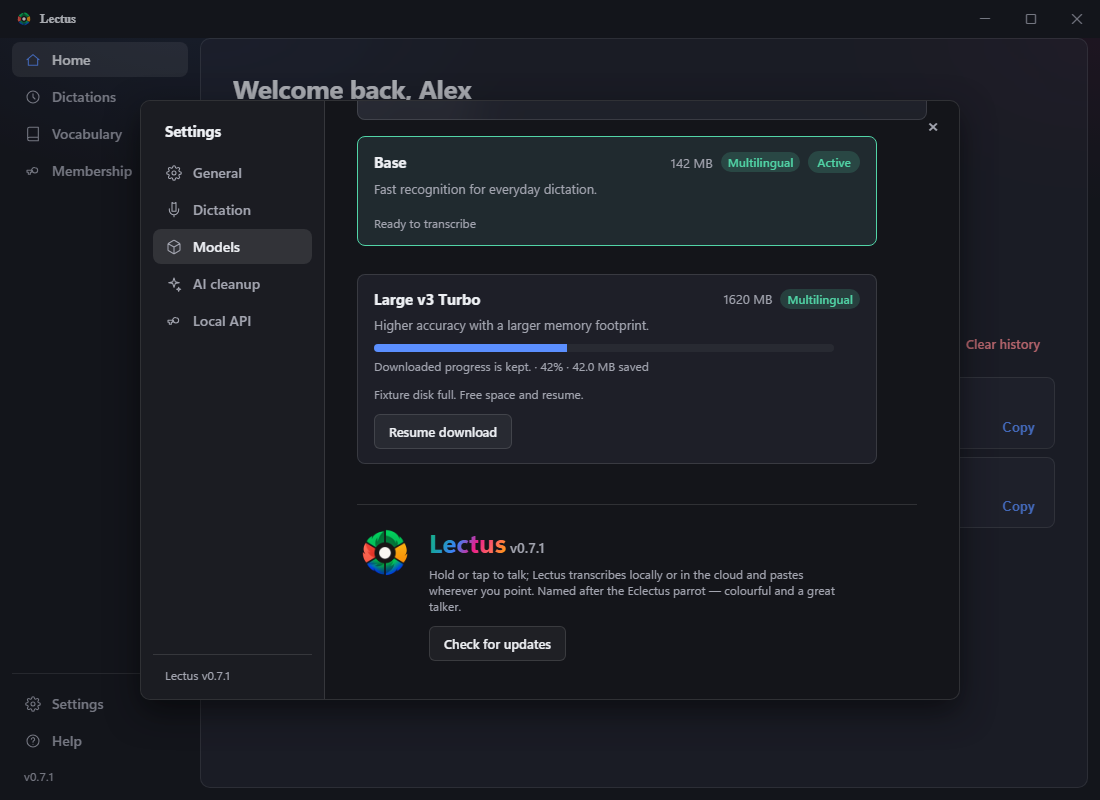 Lectus
Home
Dictations
Vocabulary
Membership
Welcome back, Alex
Settings
General
Dictation
Models
AI cleanup
Local API
Lectus v0.7.1
Base
142 MB
Multilingual
Active
Fast recognition for everyday dictation.
Ready to transcribe
Large v3 Turbo
1620 MB
Multilingual
Higher accuracy with a larger memory footprint.
Downloaded progress is kept. · 42% · 42.0 MB saved
Fixture disk full. Free space and resume.
Resume download
Lectus v0.7.1
Hold or tap to talk; Lectus transcribes locally or in the cloud and pastes
wherever you point. Named after the Eclectus parrot — colourful and a great
talker.
Check for updates
Clear history
Copy
Copy
Settings
Help
v0.7.1